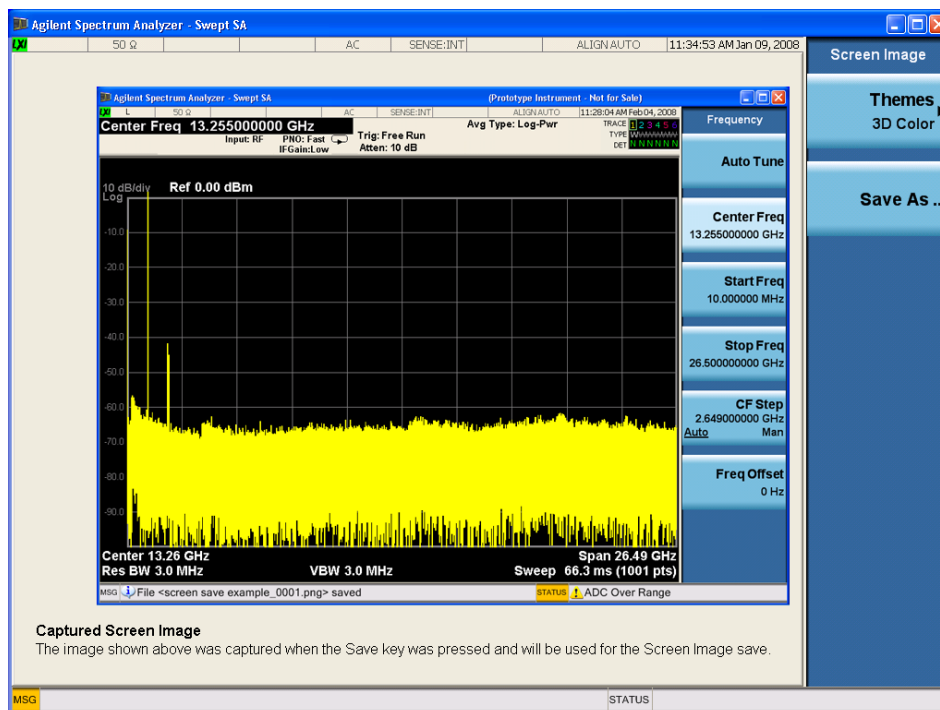 Agilent Spectrum Analyzer - Swept SA
LXI 50 Ω AC SENSE:INT ALIGN AUTO 11:34:53 AM Jan 09, 2008
Screen Image
Themes
3D Color
Save As ..
Agilent Spectrum Analyzer - Swept SA (Prototype Instrument - Not for Sale)
LXI L 50 Ω AC SENSE:INT ALIGNAUTO 11:28:04 AM Feb 04, 2008
Center Freq 13.255000000 GHz
Input: RF PNO: Fast
IFGain:Low
Trig: Free Run
Atten: 10 dB
Avg Type: Log-Pwr
TRACE 1 2 3 4 5 6
TYPE
DET N N N N N N
Frequency
Auto Tune
Center Freq
13.255000000 GHz
Start Freq
10.000000 MHz
Stop Freq
26.500000000 GHz
CF Step
2.649000000 GHz
Auto Man
Freq Offset
0 Hz
10 dB/div Ref 0.00 dBm
Log
-10.0
-20.0
-30.0
-40.0
-50.0
-60.0
-70.0
-80.0
-90.0
Center 13.26 GHz Span 26.49 GHz
Res BW 3.0 MHz VBW 3.0 MHz Sweep 66.3 ms (1001 pts)
MSG File <screen save example_0001.png> saved STATUS ADC Over Range
Captured Screen Image
The image shown above was captured when the Save key was pressed and will be used for the Screen Image save.
MSG STATUS